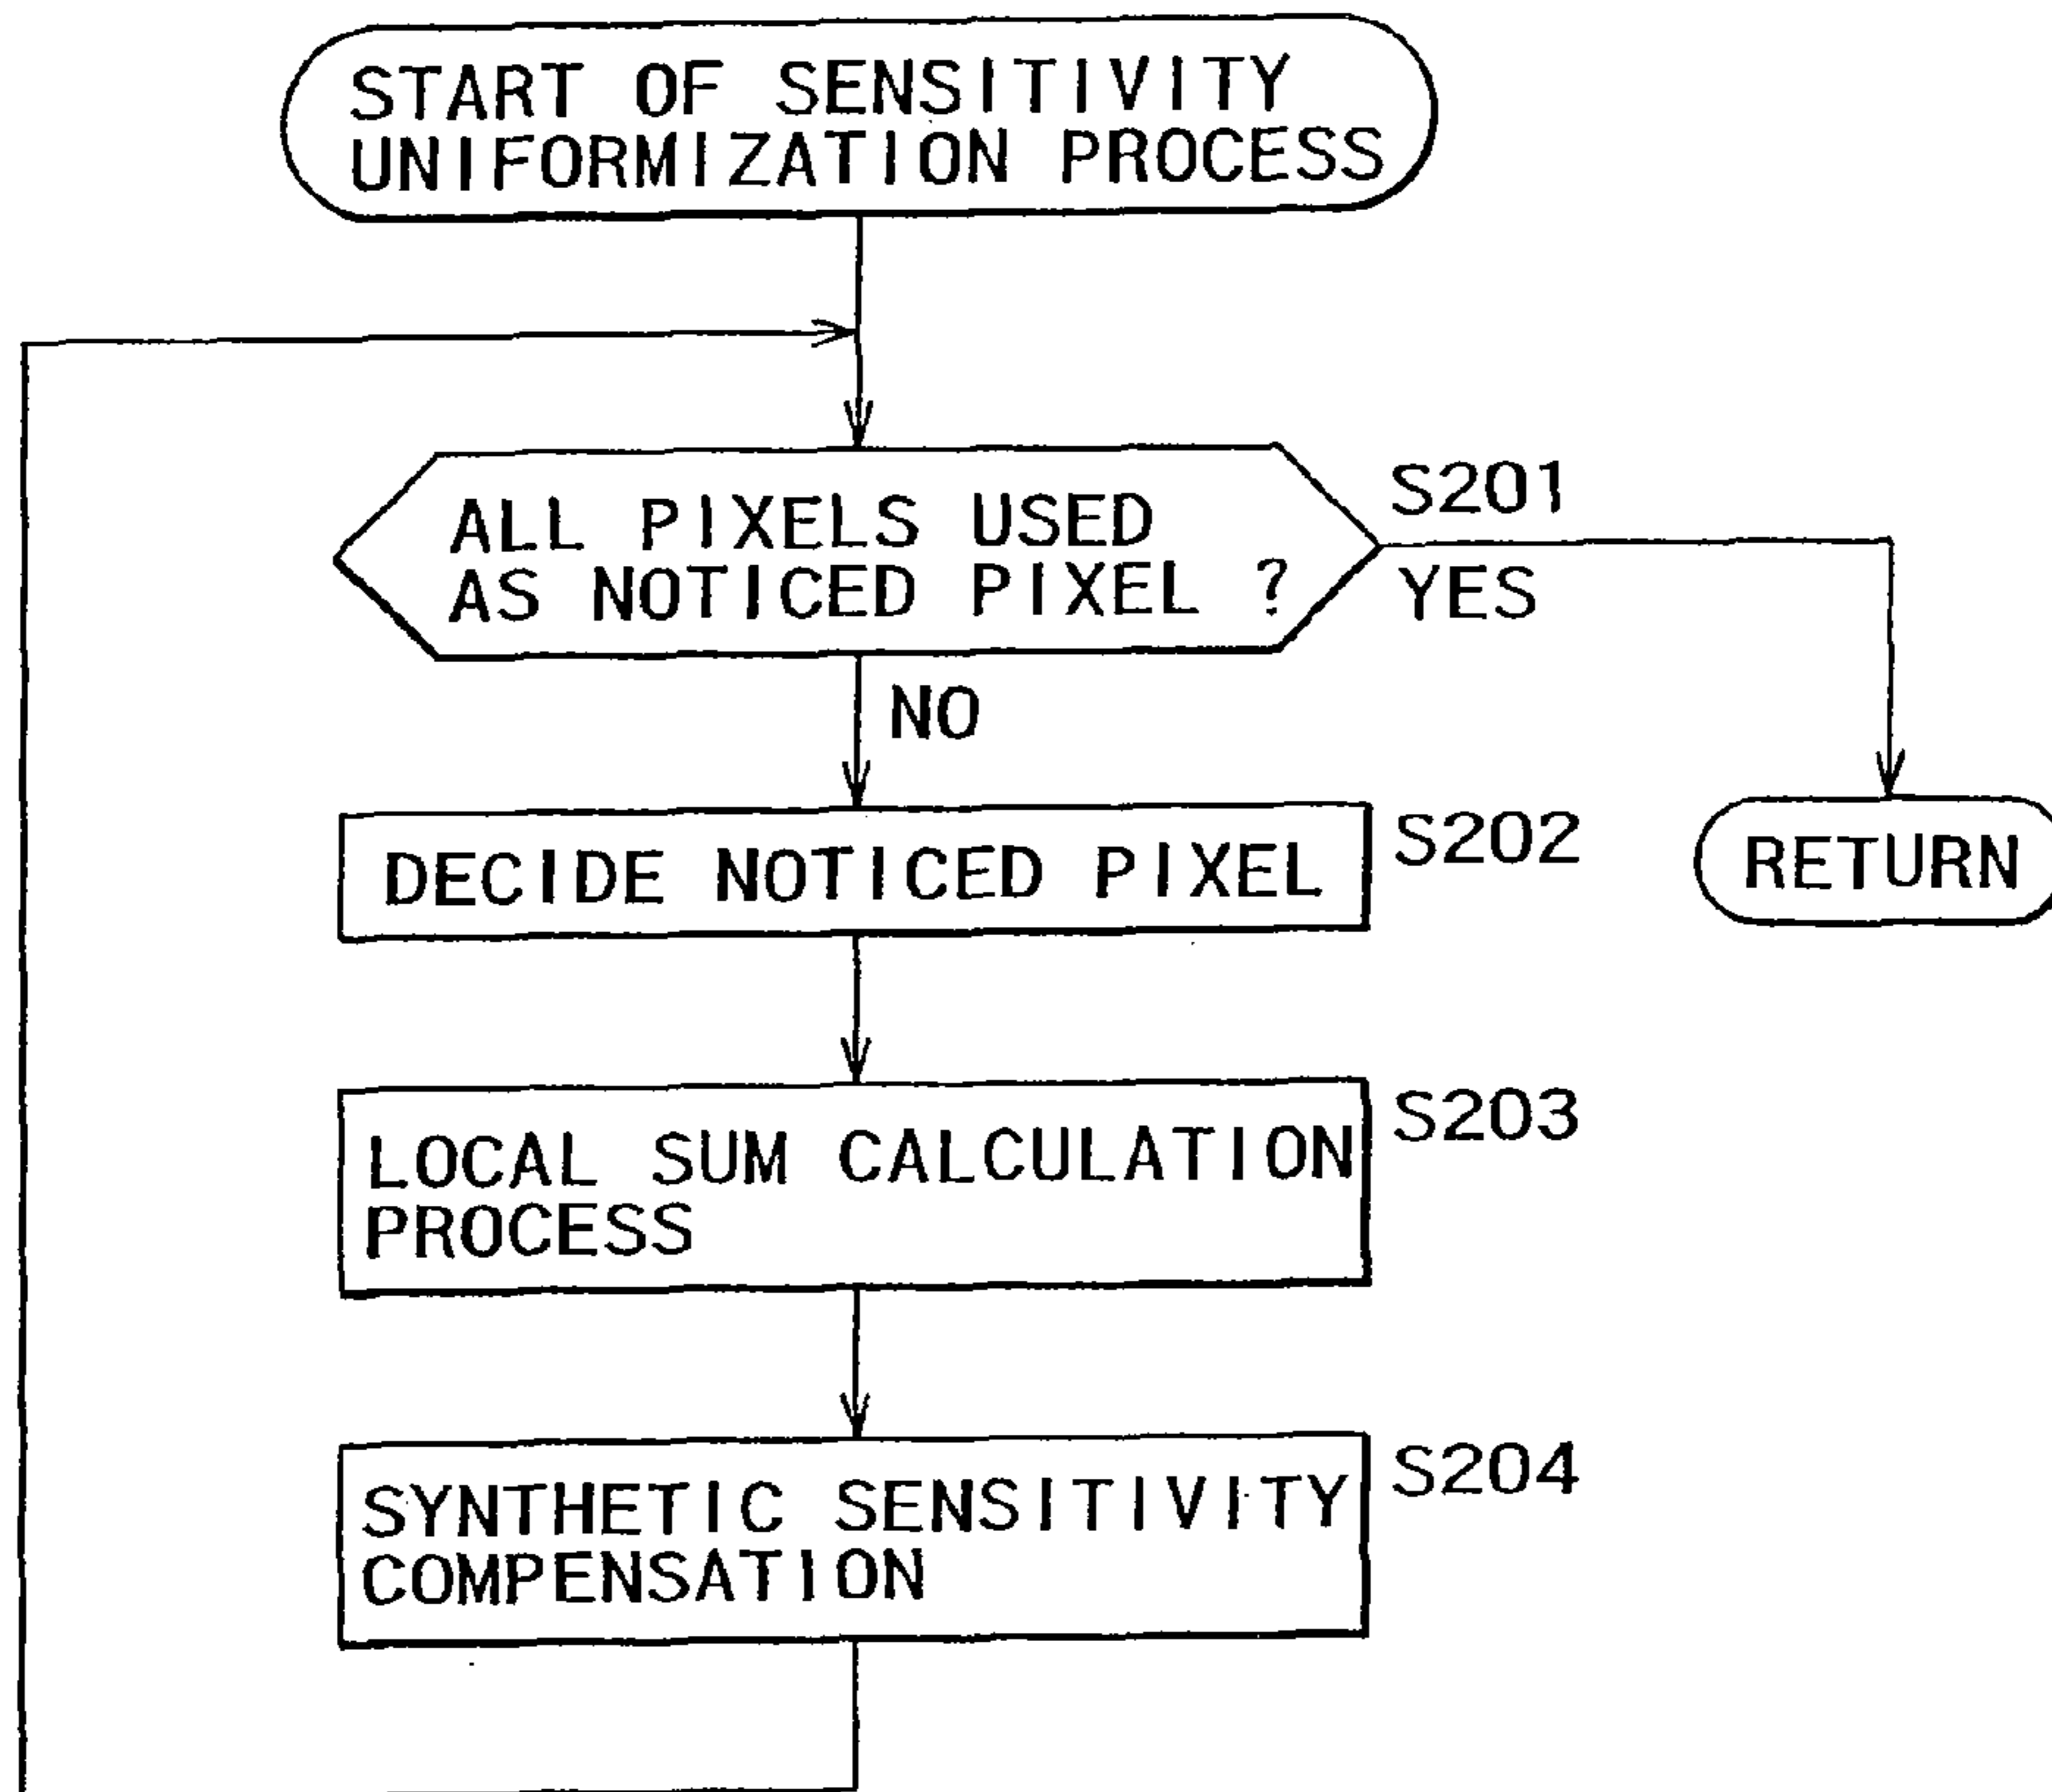 START OF SENSITIVITY
UNIFORMIZATION PROCESS
ALL PIXELS USED
AS NOTICED PIXEL ?
S201
YES
NO
DECIDE NOTICED PIXEL
S202
RETURN
LOCAL SUM CALCULATION
PROCESS
S203
SYNTHETIC SENSITIVITY
COMPENSATION
S204